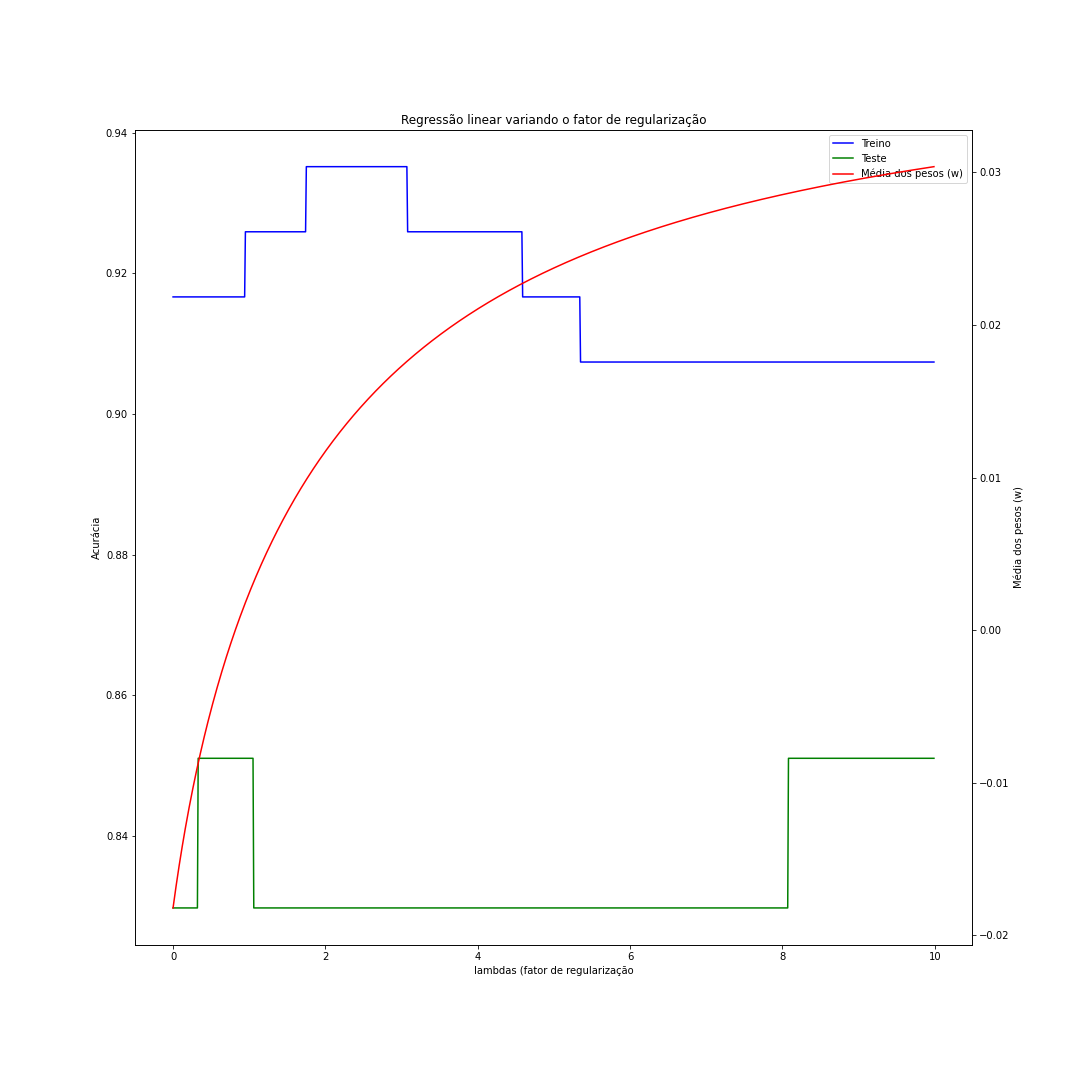 Regressão linear variando o fator de regularização
Treino
Teste
Média dos pesos (w)
0.94
0.92
0.90
0.88
0.86
0.84
Acurácia
0.03
0.02
0.01
0.00
−0.01
−0.02
Média dos pesos (w)
0 2 4 6 8 10
lambdas (fator de regularização